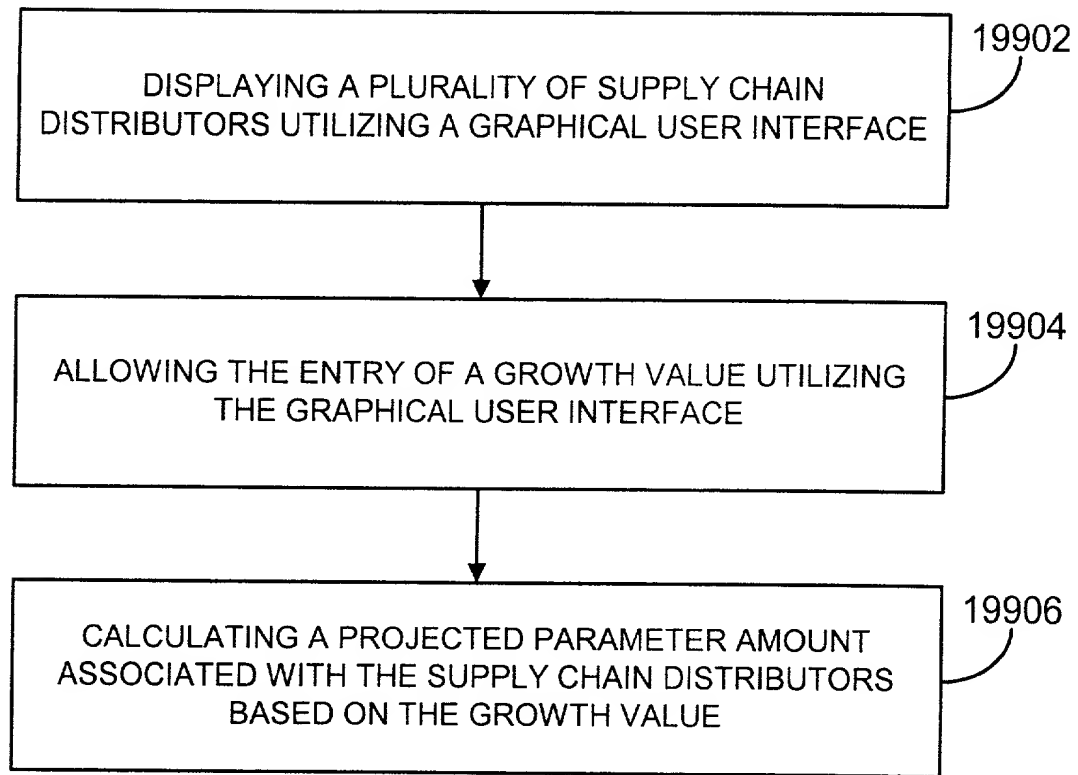 19902
DISPLAYING A PLURALITY OF SUPPLY CHAIN
DISTRIBUTORS UTILIZING A GRAPHICAL USER INTERFACE
19904
ALLOWING THE ENTRY OF A GROWTH VALUE UTILIZING
THE GRAPHICAL USER INTERFACE
19906
CALCULATING A PROJECTED PARAMETER AMOUNT
ASSOCIATED WITH THE SUPPLY CHAIN DISTRIBUTORS
BASED ON THE GROWTH VALUE